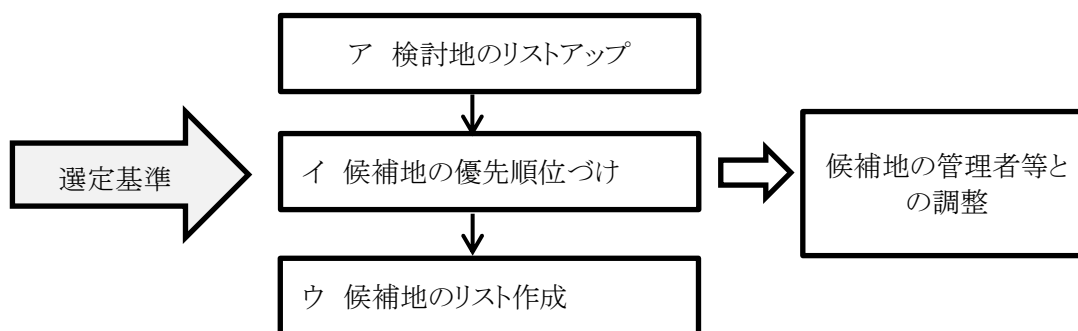 ア 検討地のリストアップ
選定基準
イ 候補地の優先順位づけ
候補地の管理者等と
の調整
ウ 候補地のリスト作成